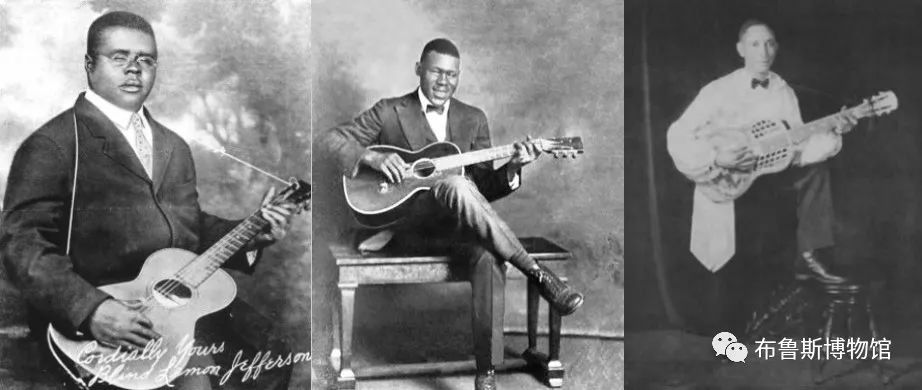 Cordially Yours
Blind Lemon Jefferson
布鲁斯博物馆